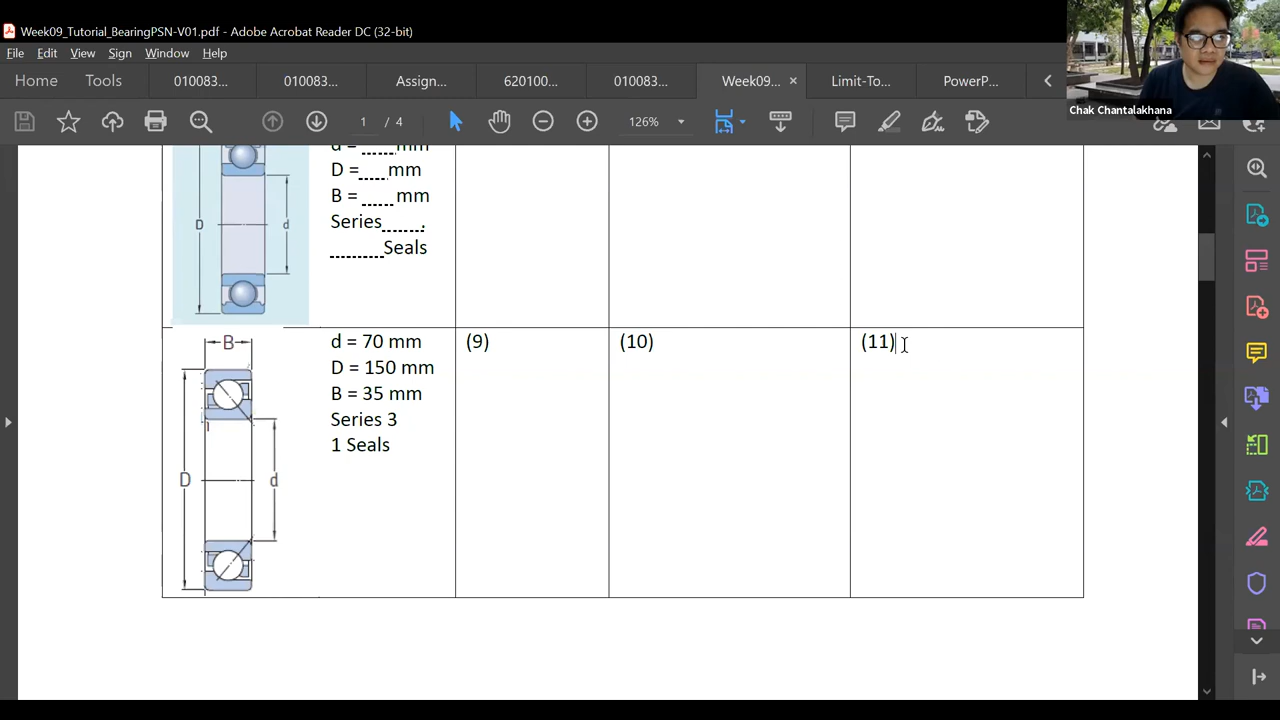 Week09_Tutorial_BearingPSN-V01.pdf - Adobe Acrobat Reader DC (32-bit)
File Edit View Sign Window Help
Home Tools 010083... 010083... Assign... 620100... 010083... Week09... × Limit-To... PowerP...
1 / 4 126%
Chak Chantalakhana
d = ......mm
D =.....mm
B = ...... mm
Series.......,
..........Seals
D d
B
D d
d = 70 mm
D = 150 mm
B = 35 mm
Series 3
1 Seals
(9) (10) (11)